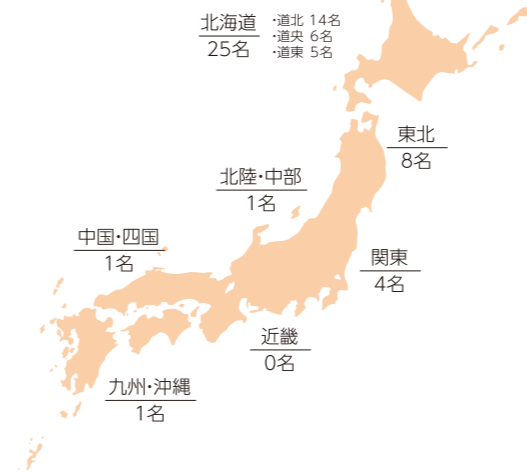 北海道
25名
・道北 14名
・道央 6名
・道東 5名
東北
8名
北陸・中部
1名
中国・四国
1名
関東
4名
近畿
0名
九州・沖縄
1名